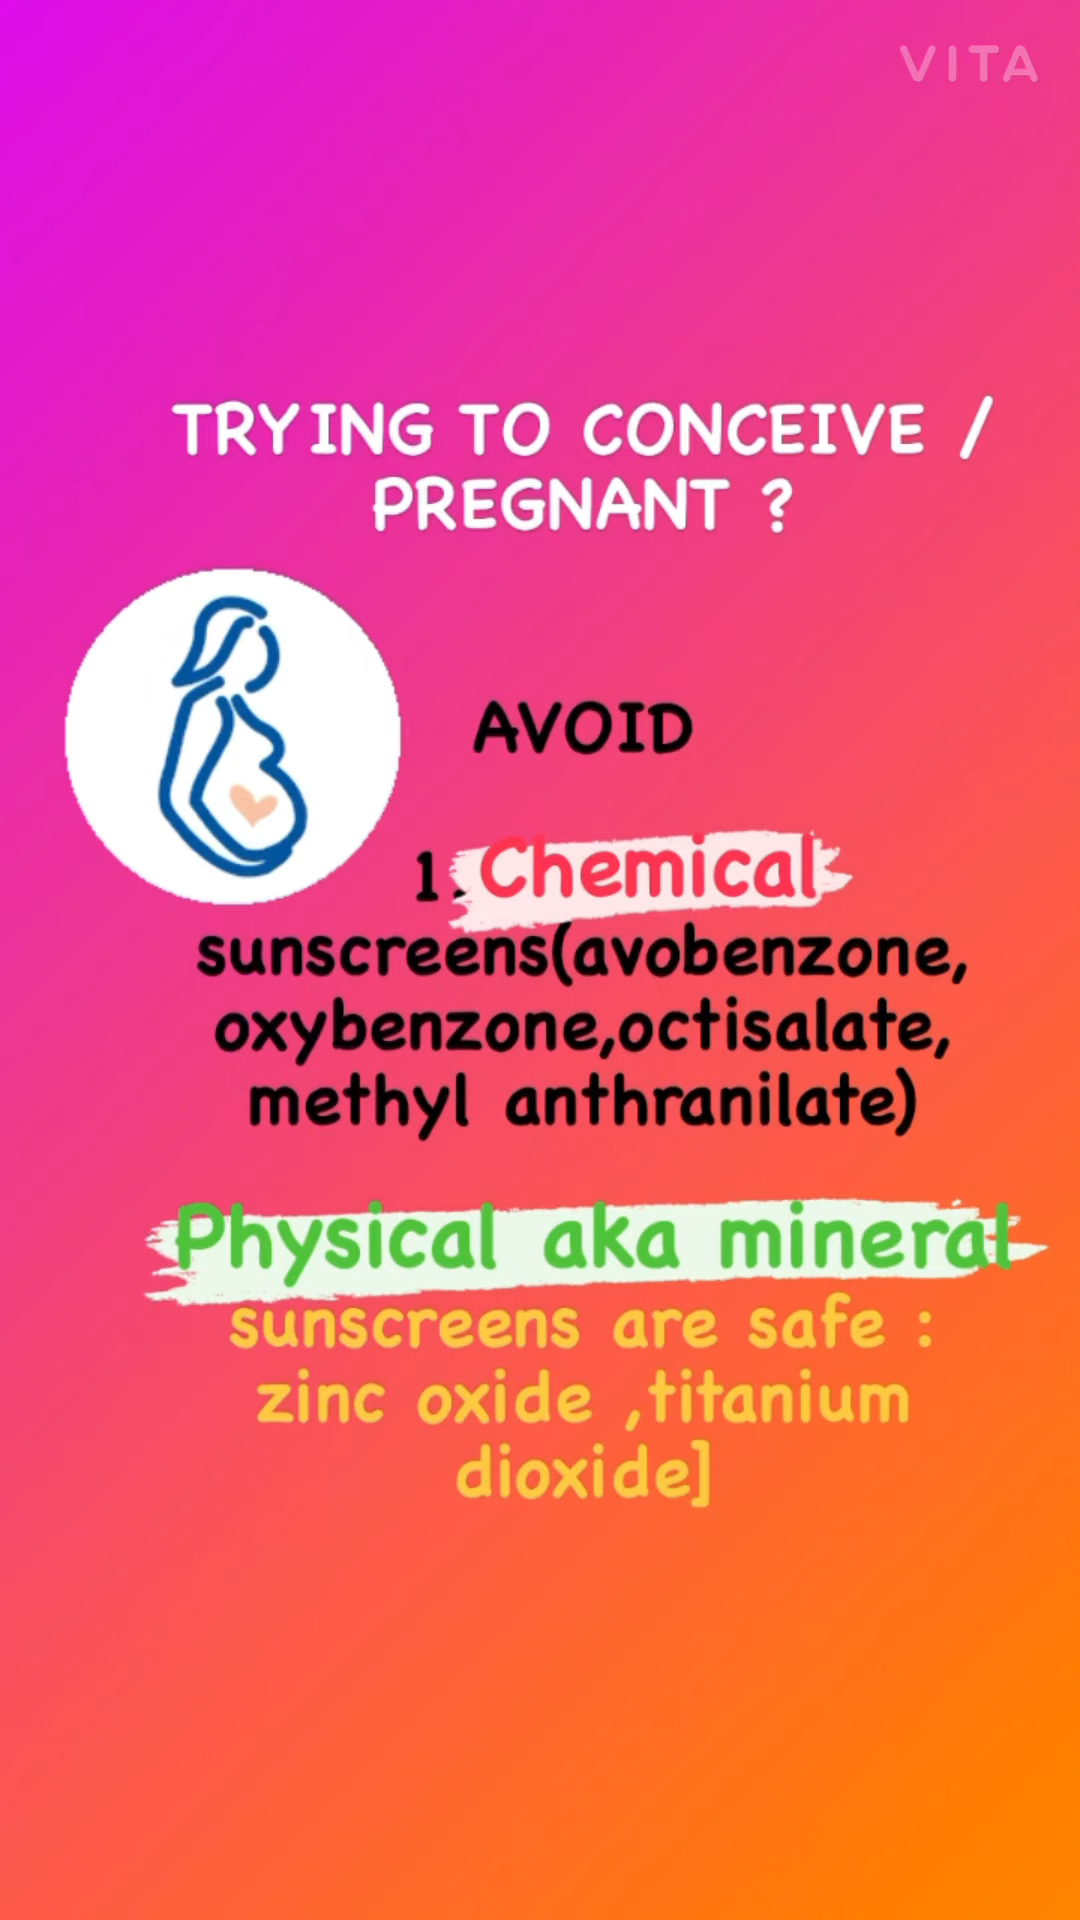 VITA
TRYING TO CONCEIVE /
PREGNANT ?
AVOID
1.Chemical
sunscreens(avobenzone,
oxybenzone,octisalate,
methyl anthranilate)
Physical aka mineral
sunscreens are safe :
zinc oxide ,titanium
dioxide]